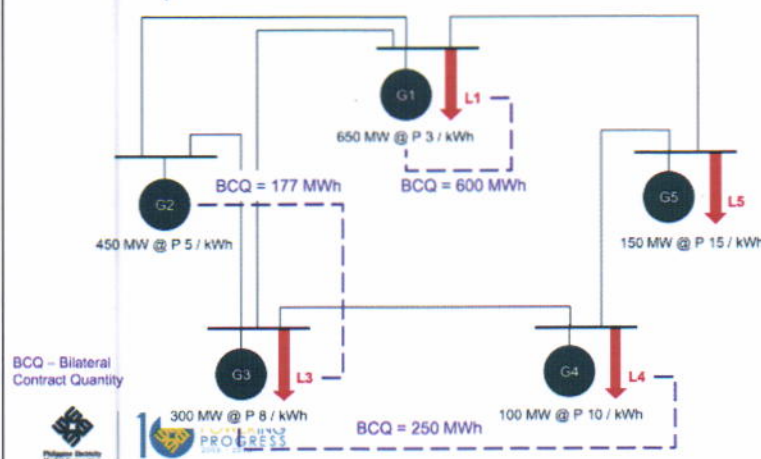 G1
L1
650 MW @ P 3 / kWh
BCQ = 177 MWh
BCQ = 600 MWh
G2
G5
L5
450 MW @ P 5 / kWh
150 MW @ P 15 / kWh
BCQ – Bilateral
Contract Quantity
G3
L3
G4
L4
300 MW @ P 8 / kWh
100 MW @ P 10 / kWh
BCQ = 250 MWh
PROGRESS
Philippine Electricity